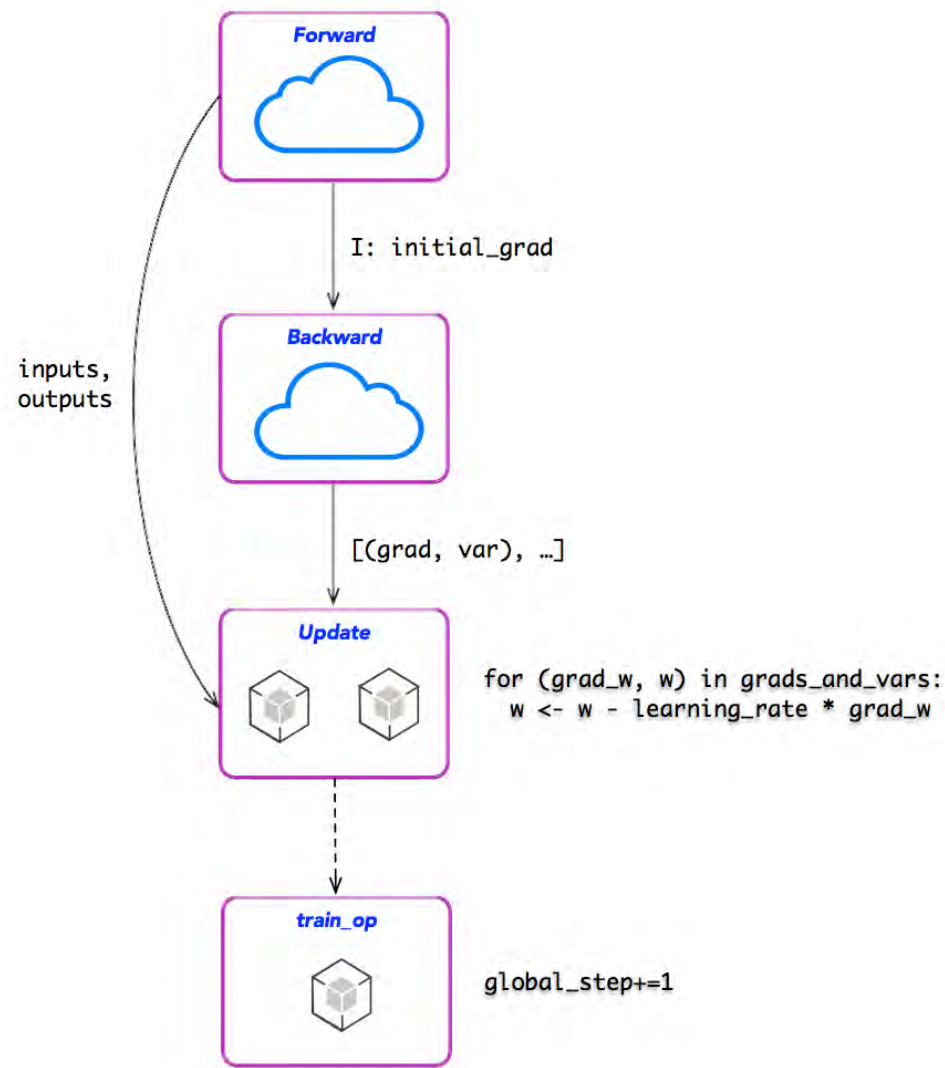 Forward
I: initial_grad
Backward
inputs,
outputs
[(grad, var), …]
Update
for (grad_w, w) in grads_and_vars:
w <- w - learning_rate * grad_w
train_op
global_step+=1